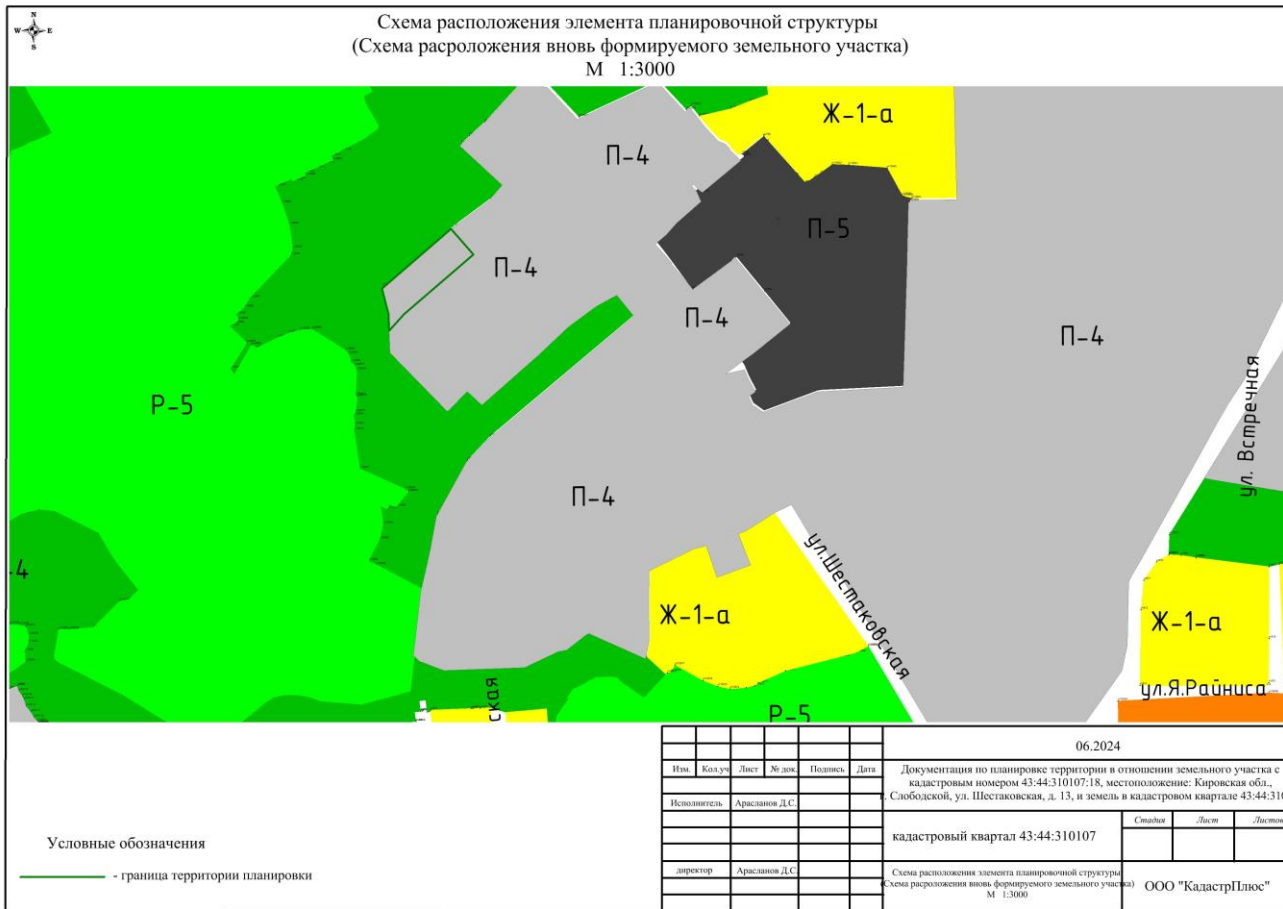 N
W E
S
Схема расположения элемента планировочной структуры
(Схема расроложения вновь формируемого земельного участка)
М 1:3000
Ж-1-а
П-4
П-5
П-4
П-4
П-4
Р-5
ул. Встречная
П-4
-4
ул.Шестаковская
Ж-1-а
Ж-1-а
ская
ул.Я.Райниса
Р-5
06.2024
Изм. Кол.уч Лист № док. Подпись Дата
Документация по планировке территории в отношении земельного участка с
кадастровым номером 43:44:310107:18, местоположение: Кировская обл.,
г. Слободской, ул. Шестаковская, д. 13, и земель в кадастровом квартале 43:44:310
Исполнитель Арасланов Д.С.
кадастровый квартал 43:44:310107
Стадия Лист Листов
Условные обозначения
- граница территории планировки
директор Арасланов Д.С.
Схема расположения элемента планировочной структуры
(Схема расроложения вновь формируемого земельного участка)
М 1:3000
ООО "КадастрПлюс"